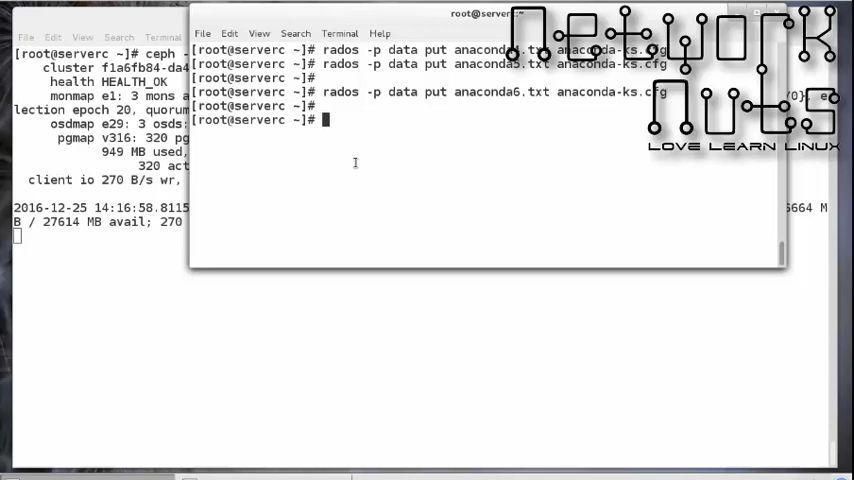 root@serverc:~
File Edit View Search Terminal Help
[root@serverc ~]# rados -p data put anaconda4.txt anaconda-ks.cfg
[root@serverc ~]# rados -p data put anaconda5.txt anaconda-ks.cfg
[root@serverc ~]#
[root@serverc ~]# rados -p data put anaconda6.txt anaconda-ks.cfg
[root@serverc ~]#
[root@serverc ~]#
Network
Nuts
LOVE LEARN LINUX
File Edit View Search Terminal
[root@serverc ~]# ceph -
cluster f1a6fb84-da4
health HEALTH_OK
monmap e1: 3 mons a /0}, e
lection epoch 20, quorum
osdmap e29: 3 osds:
pgmap v316: 320 pg
949 MB used,
320 act
client io 270 B/s wr,
2016-12-25 14:16:58.8115 6664 M
B / 27614 MB avail; 270